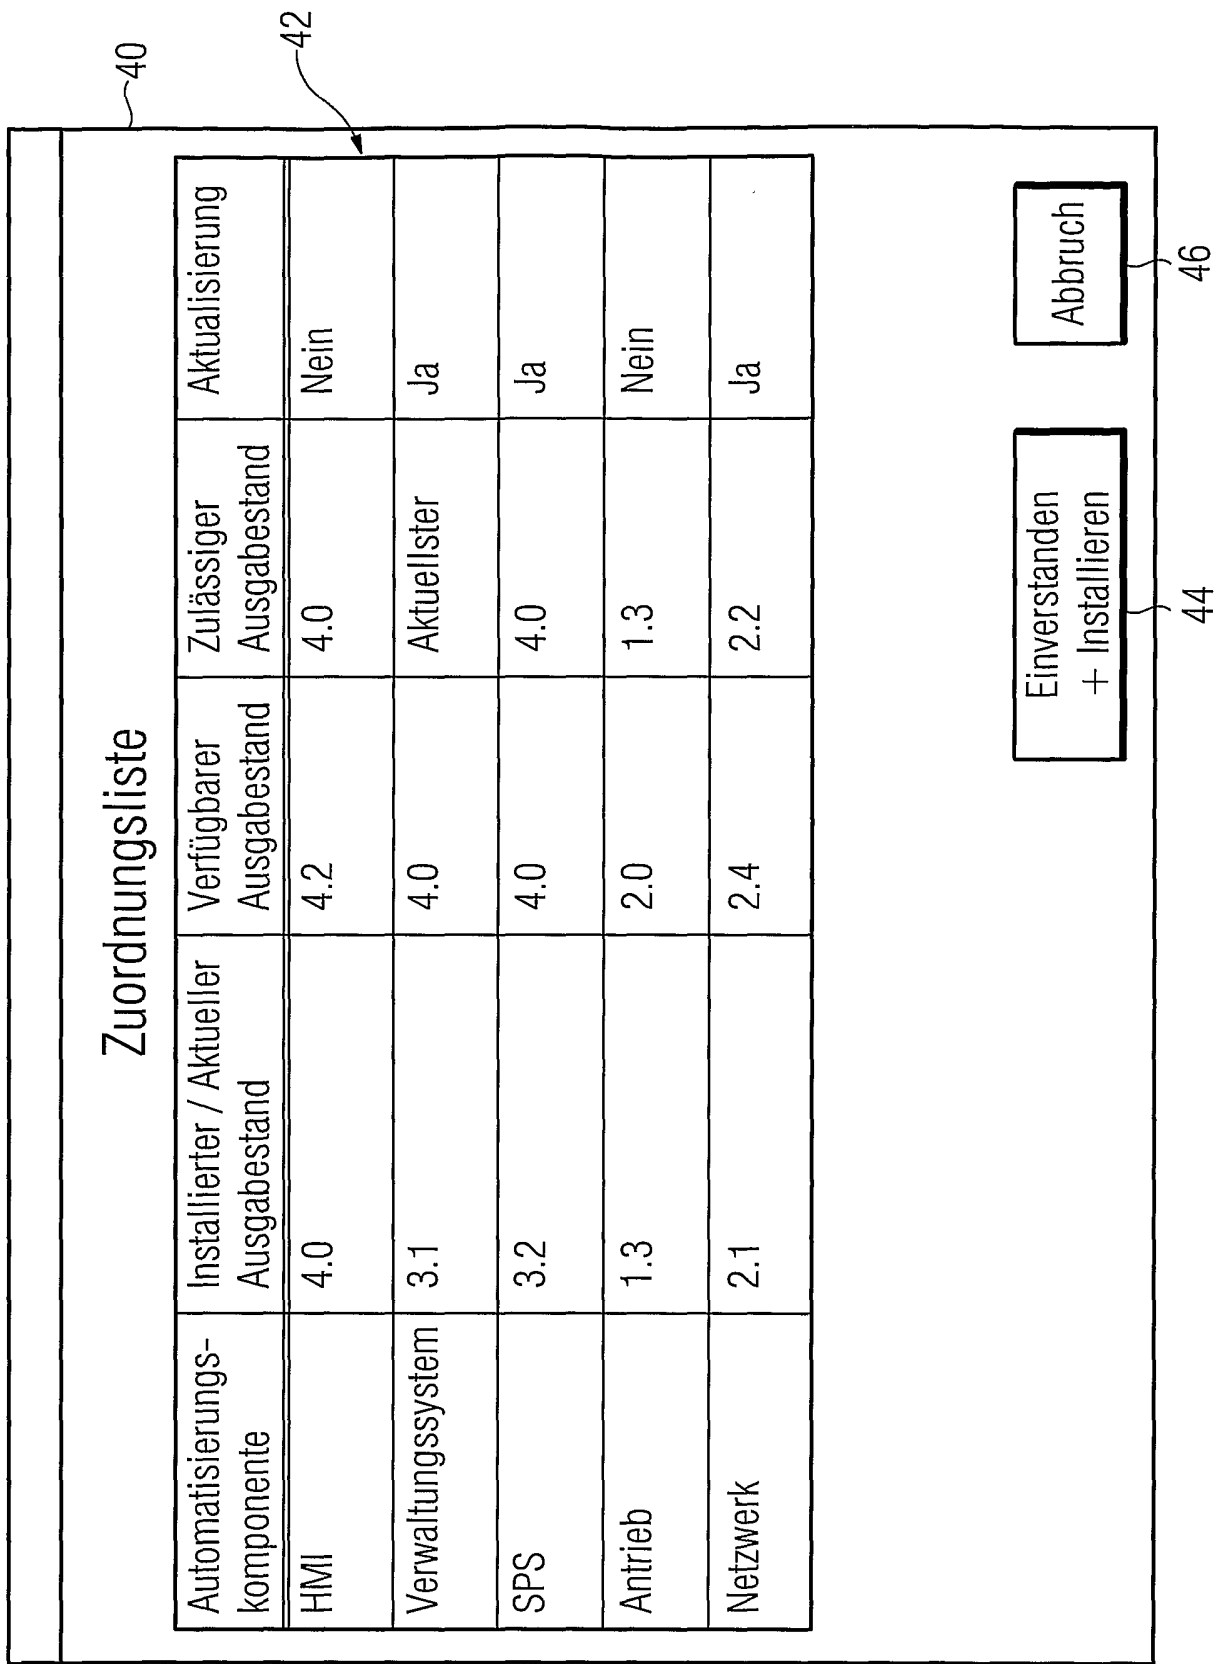 40
42
Zuordnungsliste
Automatisierungs-
komponente
Installierter / Aktueller
Ausgabestand
Verfügbarer
Ausgabestand
Zulässiger
Ausgabestand
Aktualisierung
HMI
4.0
4.2
4.0
Nein
Verwaltungssystem
3.1
4.0
Aktuellster
Ja
SPS
3.2
4.0
4.0
Ja
Antrieb
1.3
2.0
1.3
Nein
Netzwerk
2.1
2.4
2.2
Ja
Einverstanden
+ Installieren
Abbruch
44
46